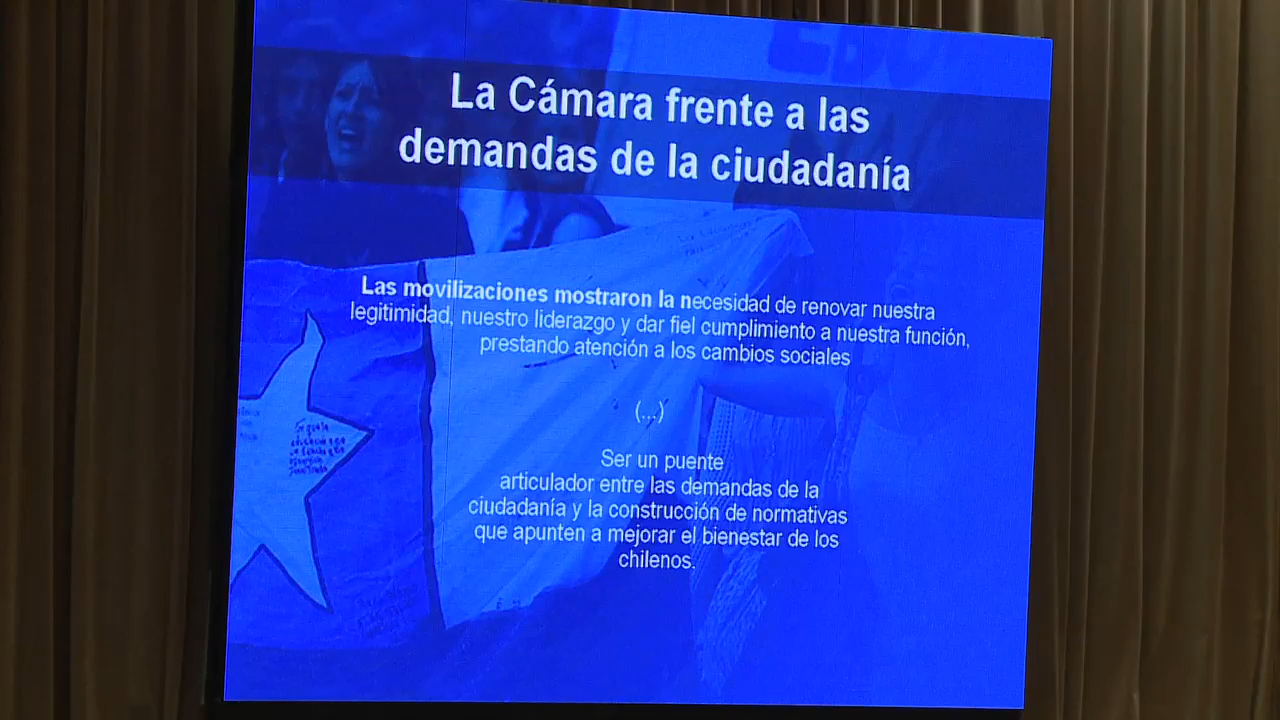 La Cámara frente a las
demandas de la ciudadanía
Las movilizaciones mostraron la necesidad de renovar nuestra
legitimidad, nuestro liderazgo y dar fiel cumplimiento a nuestra función,
prestando atención a los cambios sociales
(...)
Ser un puente
articulador entre las demandas de la
ciudadanía y la construcción de normativas
que apunten a mejorar el bienestar de los
chilenos.